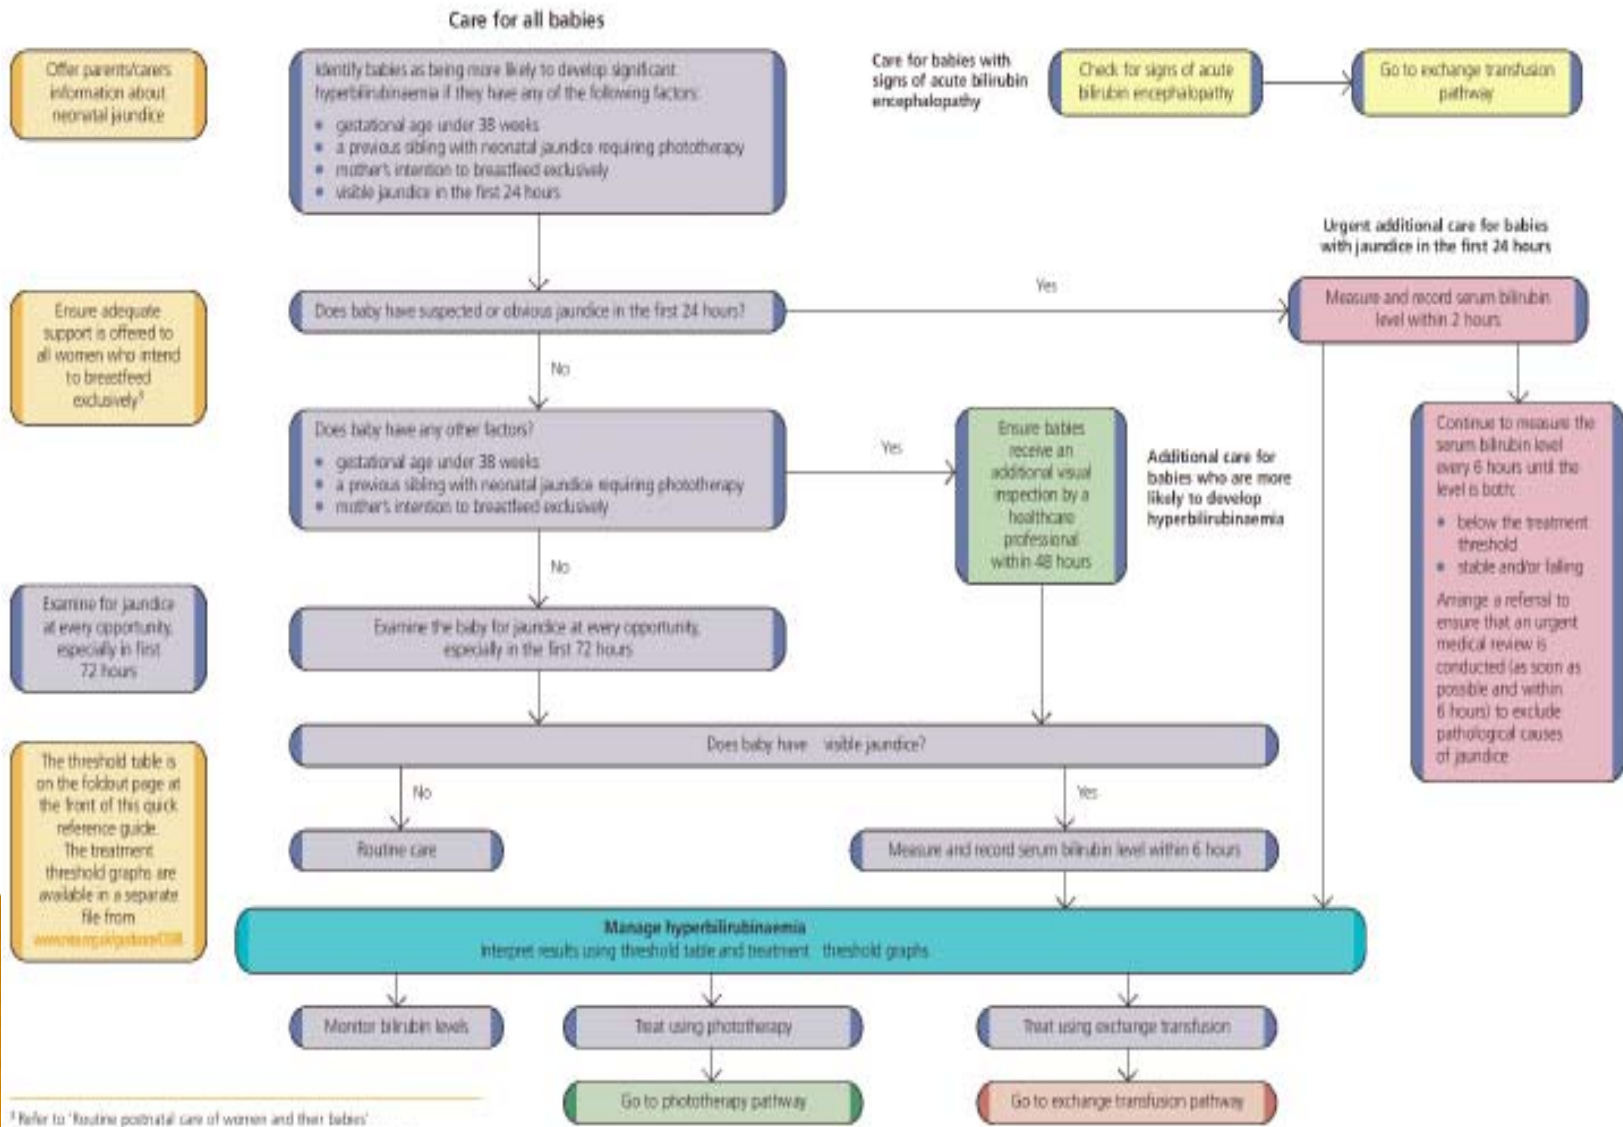 Care for all babies
Offer parents/carers
information about
neonatal jaundice
Identify babies as being more likely to develop significant
hyperbilirubinaemia if they have any of the following factors:
• gestational age under 38 weeks
• a previous sibling with neonatal jaundice requiring phototherapy
• mother's intention to breastfeed exclusively
• visible jaundice in the first 24 hours
Care for babies with
signs of acute bilirubin
encephalopathy
Check for signs of acute
bilirubin encephalopathy
Go to exchange transfusion
pathway
Urgent additional care for babies
with jaundice in the first 24 hours
Ensure adequate
support is offered to
all women who intend
to breastfeed
exclusively³
Does baby have suspected or obvious jaundice in the first 24 hours?
Yes
Measure and record serum bilirubin
level within 2 hours
No
Does baby have any other factors?
• gestational age under 38 weeks
• a previous sibling with neonatal jaundice requiring phototherapy
• mother's intention to breastfeed exclusively
Yes
Ensure babies
receive an
additional visual
inspection by a
healthcare
professional
within 48 hours
Additional care for
babies who are more
likely to develop
hyperbilirubinaemia
Continue to measure the
serum bilirubin level
every 6 hours until the
level is both:
• below the treatment
threshold
• stable and/or falling
Arrange a referral to
ensure that an urgent
medical review is
conducted (as soon as
possible and within
6 hours) to exclude
pathological causes
of jaundice
No
Examine for jaundice
at every opportunity,
especially in first
72 hours
Examine the baby for jaundice at every opportunity,
especially in the first 72 hours
Does baby have visible jaundice?
The threshold table is
on the foldout page at
the front of this quick
reference guide.
The treatment
threshold graphs are
available in a separate
file from
No
Yes
Routine care
Measure and record serum bilirubin level within 6 hours
Manage hyperbilirubinaemia
Interpret results using threshold table and treatment threshold graphs
Monitor bilirubin levels
Treat using phototherapy
Treat using exchange transfusion
Go to phototherapy pathway
Go to exchange transfusion pathway
³ Refer to 'Routine postnatal care of women and their babies'